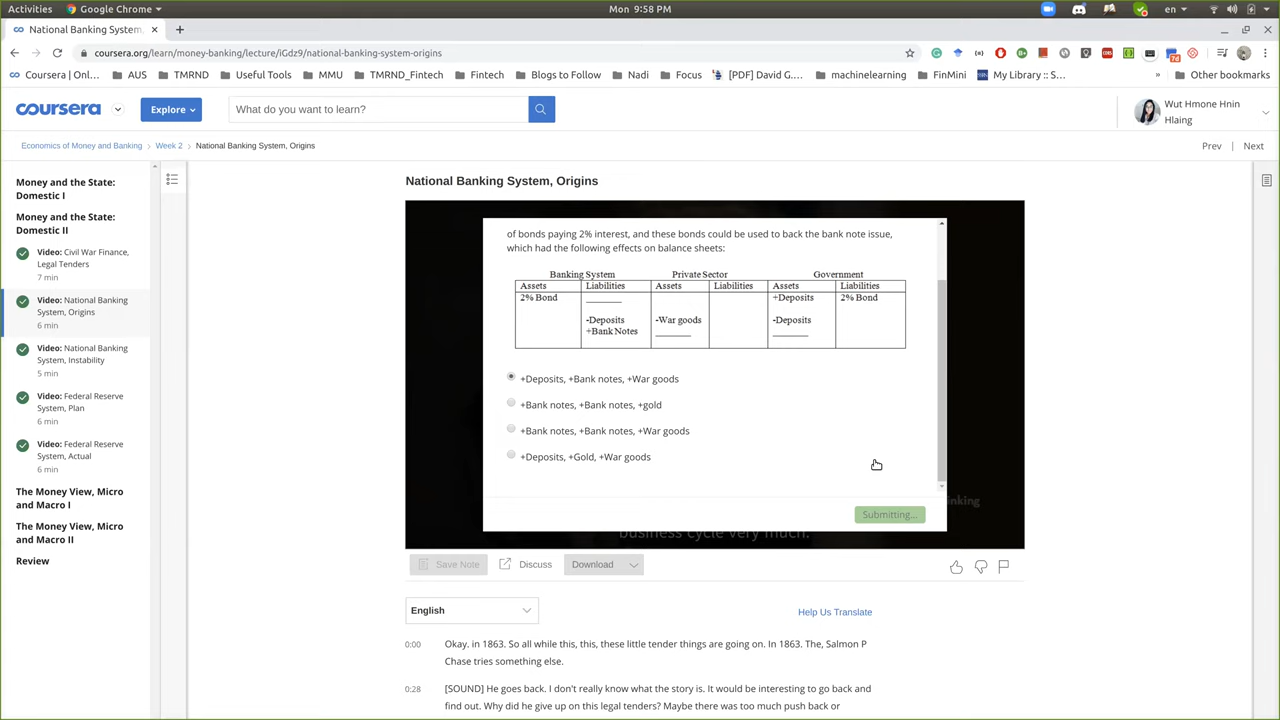 Activities
Google Chrome
Mon 9:58 PM
en
National Banking System,
coursera.org/learn/money-banking/lecture/iGdz9/national-banking-system-origins
Coursera | Onl…
AUS
TMRND
Useful Tools
MMU
TMRND_Fintech
Fintech
Blogs to Follow
Nadi
Focus
[PDF] David G.…
machinelearning
FinMini
My Library :: S…
»
Other bookmarks
coursera
Explore
What do you want to learn?
Wut Hmone Hnin
Hlaing
Economics of Money and Banking
Week 2
National Banking System, Origins
Prev
Next
Money and the State:
Domestic I
Money and the State:
Domestic II
Video: Civil War Finance,
Legal Tenders
7 min
Video: National Banking
System, Origins
6 min
Video: National Banking
System, Instability
5 min
Video: Federal Reserve
System, Plan
6 min
Video: Federal Reserve
System, Actual
6 min
The Money View, Micro
and Macro I
The Money View, Micro
and Macro II
Review
National Banking System, Origins
of bonds paying 2% interest, and these bonds could be used to back the bank note issue,
which had the following effects on balance sheets:
Banking System Private Sector Government
Assets Liabilities Assets Liabilities Assets Liabilities
2% Bond ______ +Deposits 2% Bond
-Deposits -War goods -Deposits
+Bank Notes ______ ______
+Deposits, +Bank notes, +War goods
+Bank notes, +Bank notes, +gold
+Bank notes, +Bank notes, +War goods
+Deposits, +Gold, +War goods
Submitting...
inking
business cycle very much.
Save Note
Discuss
Download
English
Help Us Translate
0:00 Okay. in 1863. So all while this, this, these little tender things are going on. In 1863. The, Salmon P
Chase tries something else.
0:28 [SOUND] He goes back. I don't really know what the story is. It would be interesting to go back and
find out. Why did he give up on this legal tenders? Maybe there was too much push back or